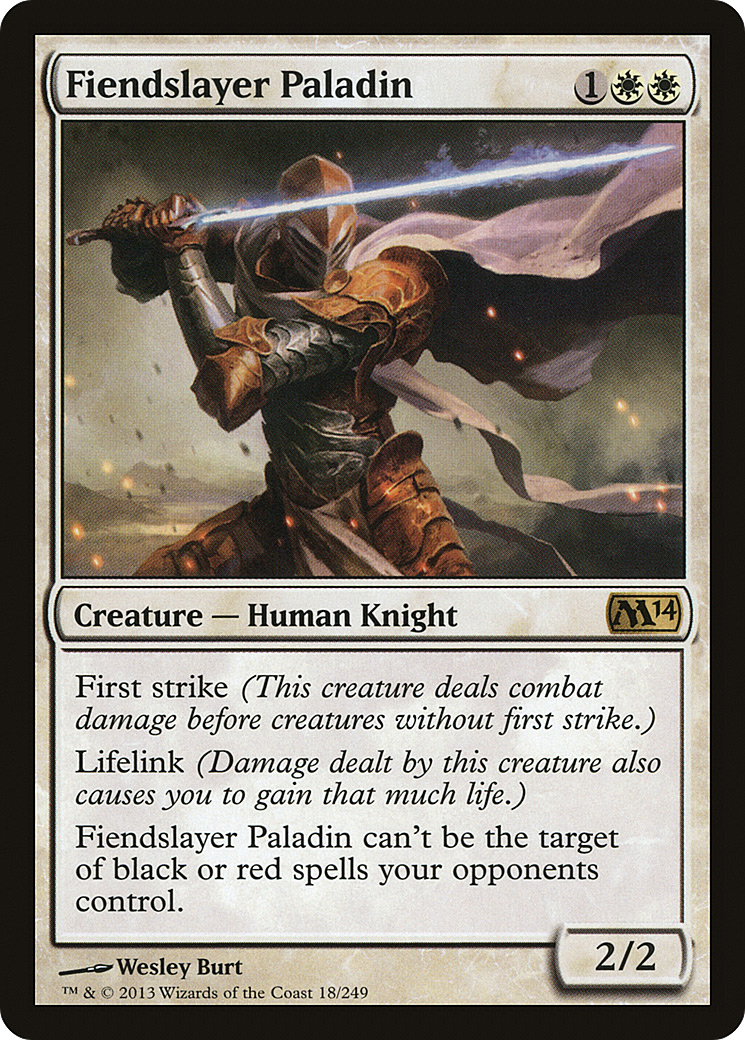 Fiendslayer Paladin 1
Creature — Human Knight M14
First strike (This creature deals combat
damage before creatures without first strike.)
Lifelink (Damage dealt by this creature also
causes you to gain that much life.)
Fiendslayer Paladin can't be the target
of black or red spells your opponents
control.
2/2
Wesley Burt
™ & © 2013 Wizards of the Coast 18/249